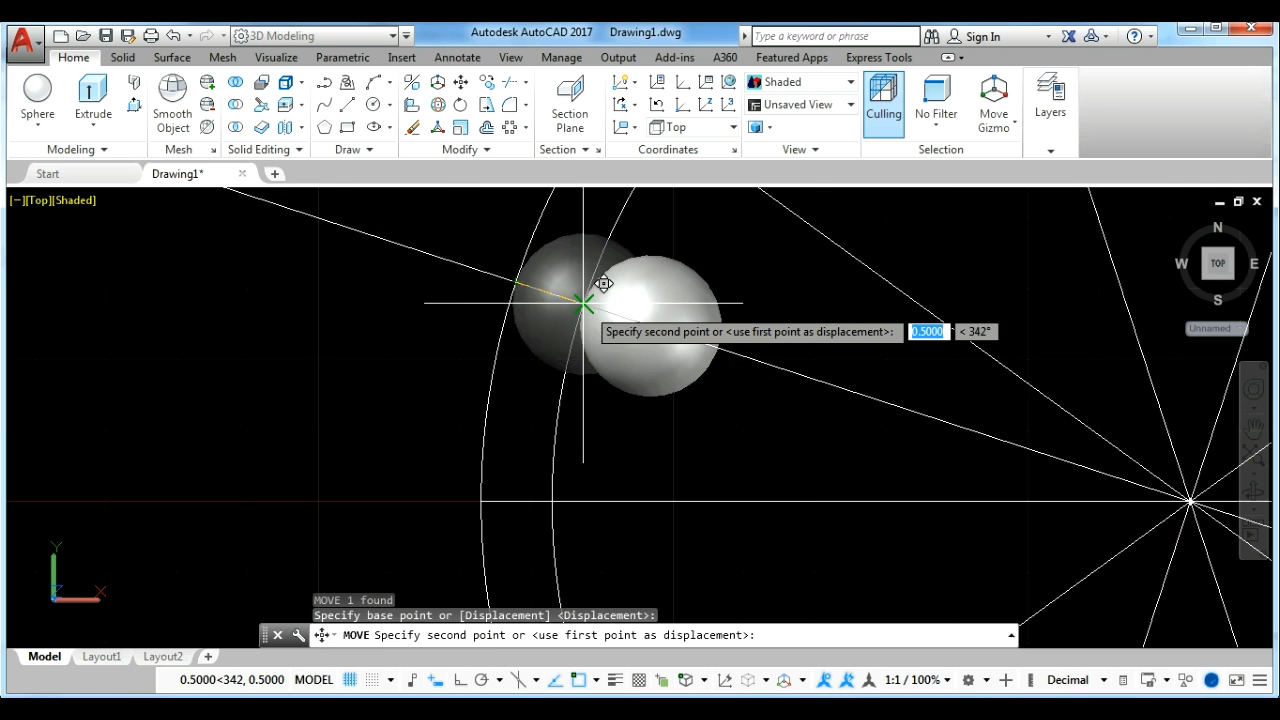 A 3D Modeling Autodesk AutoCAD 2017 Drawing1.dwg Type a keyword or phrase Sign In
Home Solid Surface Mesh Visualize Parametric Insert Annotate View Manage Output Add-ins A360 Featured Apps Express Tools
Sphere Extrude Smooth Object Section Plane Shaded Unsaved View Top Culling No Filter Move Gizmo Layers
Modeling Mesh Solid Editing Draw Modify Section Coordinates View Selection
Start Drawing1*
[−][Top][Shaded]
N
W TOP E
S
Unnamed
Specify second point or <use first point as displacement>: 0.5000 < 342°
Y
Z X
MOVE 1 found
Specify base point or [Displacement] <Displacement>:
MOVE Specify second point or <use first point as displacement>:
Model Layout1 Layout2 +
0.5000<342, 0.5000 MODEL 1:1 / 100% Decimal